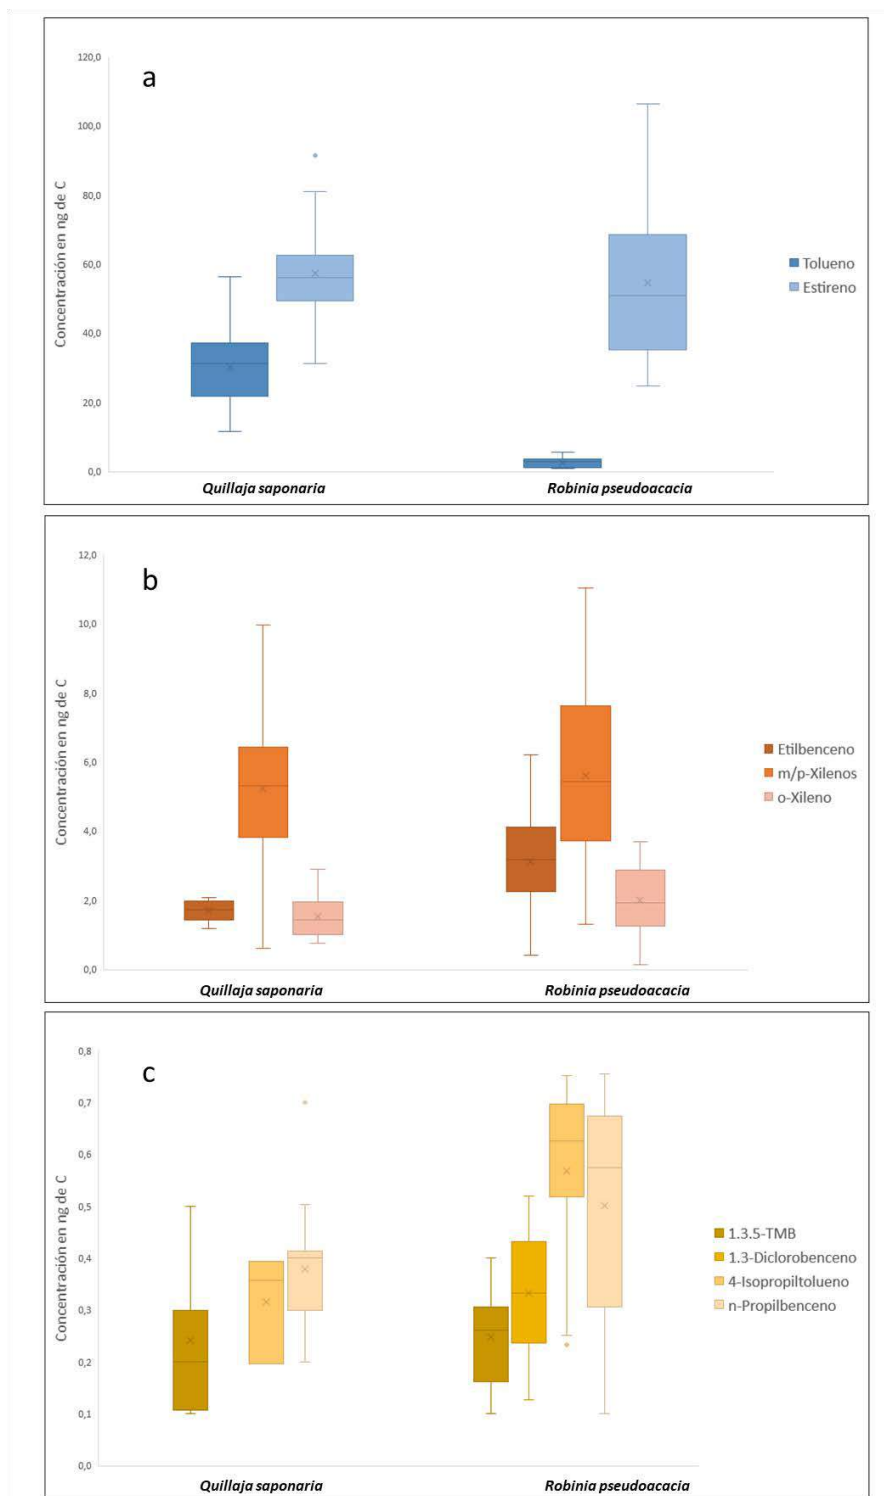 a
Concentración en ng de C
120,0
100,0
80,0
60,0
40,0
20,0
0,0
Quillaja saponaria
Robinia pseudoacacia
Tolueno
Estireno
b
Concentración en ng de C
12,0
10,0
8,0
6,0
4,0
2,0
0,0
Quillaja saponaria
Robinia pseudoacacia
Etilbenceno
m/p-Xilenos
o-Xileno
c
Concentración en ng de C
0,8
0,7
0,6
0,5
0,4
0,3
0,2
0,1
0,0
Quillaja saponaria
Robinia pseudoacacia
1.3.5-TMB
1.3-Diclorobenceno
4-Isopropiltolueno
n-Propilbenceno